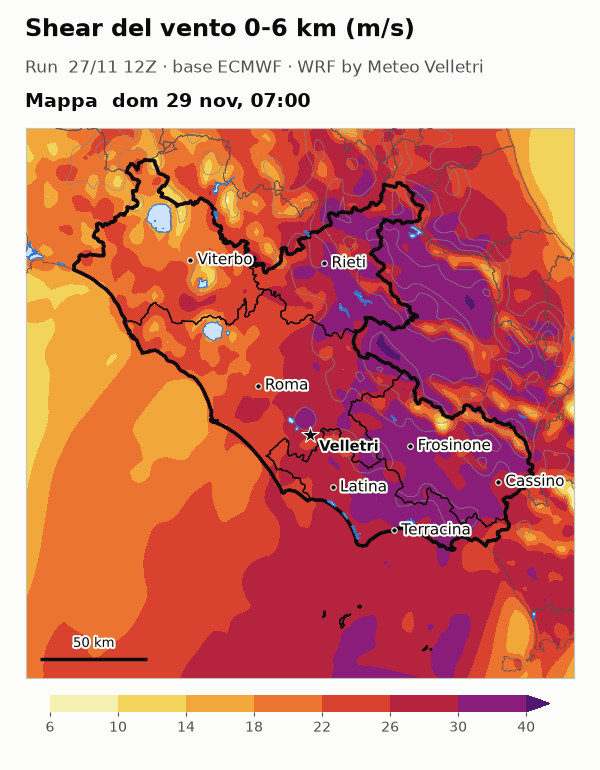 Shear del vento 0-6 km (m/s)
Run  27/11 12Z · base ECMWF · WRF by Meteo Velletri
Mappa  dom 29 nov, 07:00
Viterbo
Rieti
Roma
Velletri
Frosinone
Latina
Cassino
Terracina
50 km
6 10 14 18 22 26 30 40